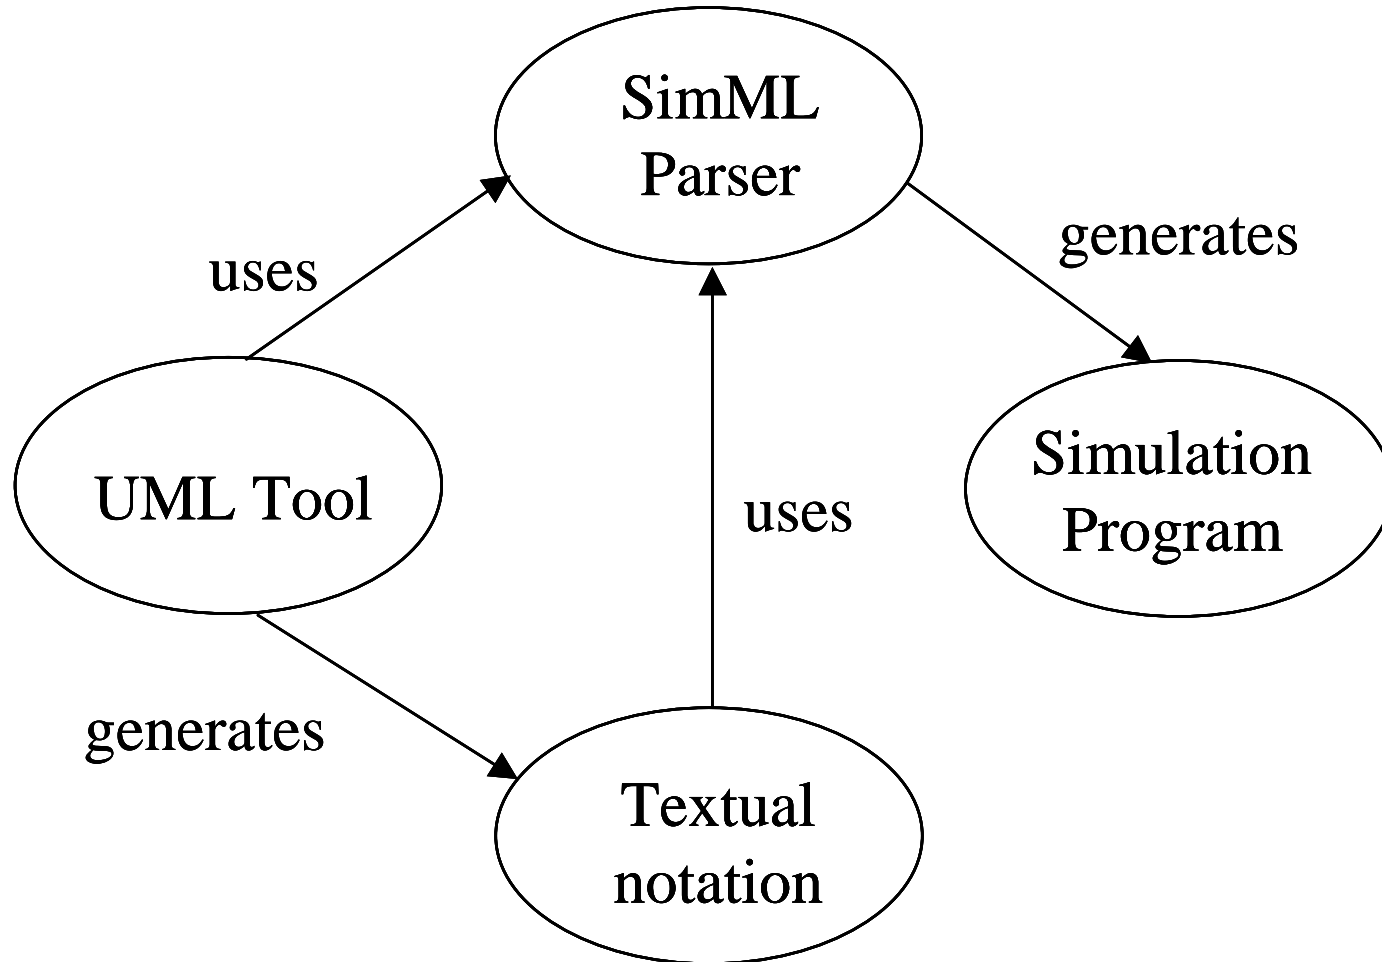 SimML
Parser
generates
uses
Simulation
Program
UML Tool
uses
generates
Textual
notation